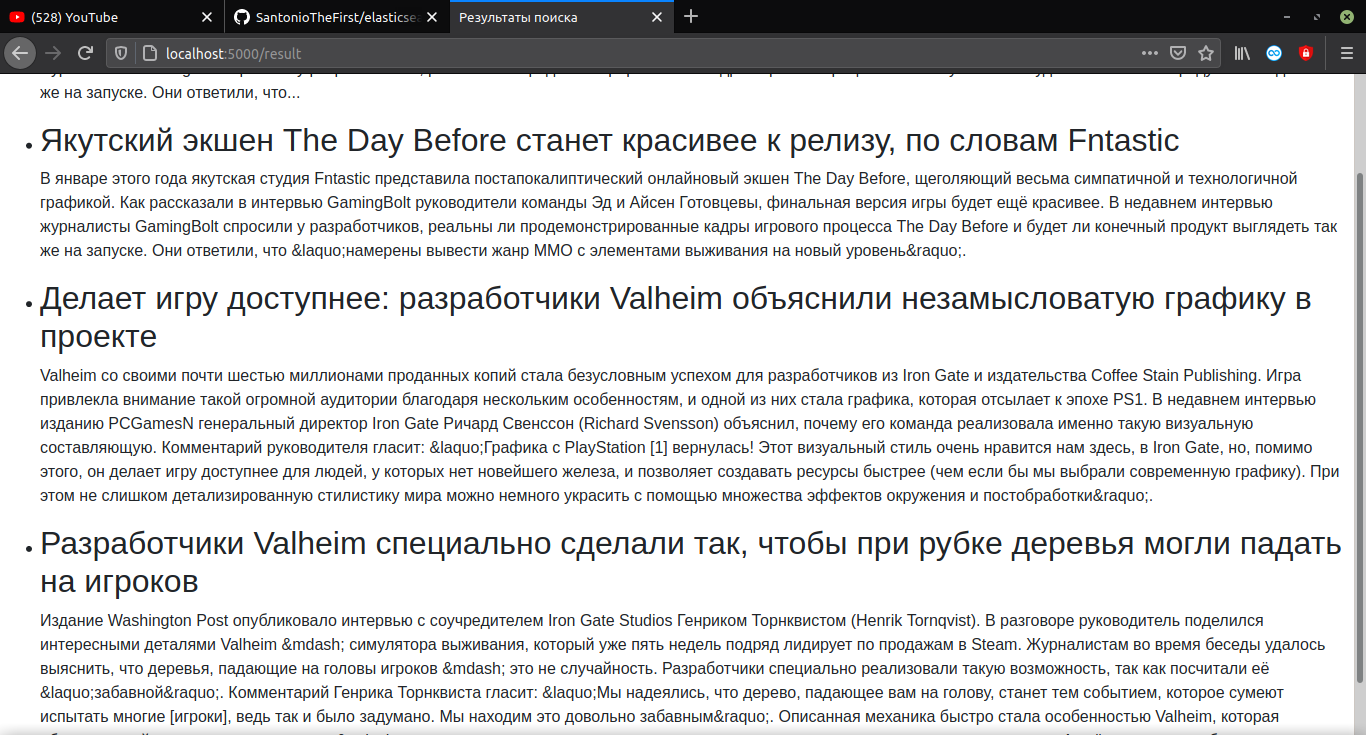 (528) YouTube
SantonioTheFirst/elasticsea
Результаты поиска
localhost:5000/result
же на запуске. Они ответили, что...
• Якутский экшен The Day Before станет красивее к релизу, по словам Fntastic
В январе этого года якутская студия Fntastic представила постапокалиптический онлайновый экшен The Day Before, щеголяющий весьма симпатичной и технологичной
графикой. Как рассказали в интервью GamingBolt руководители команды Эд и Айсен Готовцевы, финальная версия игры будет ещё красивее. В недавнем интервью
журналисты GamingBolt спросили у разработчиков, реальны ли продемонстрированные кадры игрового процесса The Day Before и будет ли конечный продукт выглядеть так
же на запуске. Они ответили, что &laquo;намерены вывести жанр ММО с элементами выживания на новый уровень&raquo;.
• Делает игру доступнее: разработчики Valheim объяснили незамысловатую графику в
проекте
Valheim со своими почти шестью миллионами проданных копий стала безусловным успехом для разработчиков из Iron Gate и издательства Coffee Stain Publishing. Игра
привлекла внимание такой огромной аудитории благодаря нескольким особенностям, и одной из них стала графика, которая отсылает к эпохе PS1. В недавнем интервью
изданию PCGamesN генеральный директор Iron Gate Ричард Свенссон (Richard Svensson) объяснил, почему его команда реализовала именно такую визуальную
составляющую. Комментарий руководителя гласит: &laquo;Графика с PlayStation [1] вернулась! Этот визуальный стиль очень нравится нам здесь, в Iron Gate, но, помимо
этого, он делает игру доступнее для людей, у которых нет новейшего железа, и позволяет создавать ресурсы быстрее (чем если бы мы выбрали современную графику). При
этом не слишком детализированную стилистику мира можно немного украсить с помощью множества эффектов окружения и постобработки&raquo;.
• Разработчики Valheim специально сделали так, чтобы при рубке деревья могли падать
на игроков
Издание Washington Post опубликовало интервью с соучредителем Iron Gate Studios Генриком Торнквистом (Henrik Tornqvist). В разговоре руководитель поделился
интересными деталями Valheim &mdash; симулятора выживания, который уже пять недель подряд лидирует по продажам в Steam. Журналистам во время беседы удалось
выяснить, что деревья, падающие на головы игроков &mdash; это не случайность. Разработчики специально реализовали такую возможность, так как посчитали её
&laquo;забавной&raquo;. Комментарий Генрика Торнквиста гласит: &laquo;Мы надеялись, что дерево, падающее вам на голову, станет тем событием, которое сумеют
испытать многие [игроки], ведь так и было задумано. Мы находим это довольно забавным&raquo;. Описанная механика быстро стала особенностью Valheim, которая